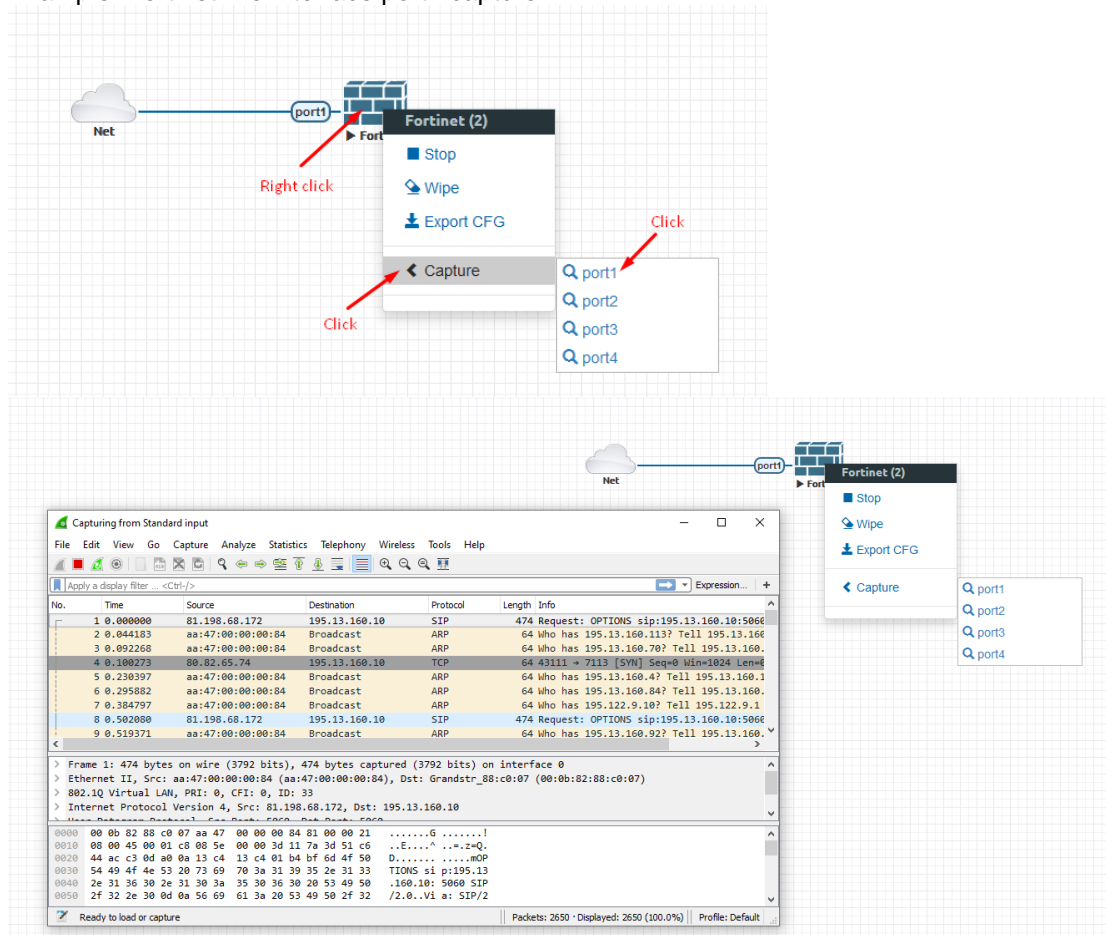 port1
Net
Fort
Fortinet (2)
Stop
Wipe
Export CFG
Capture
port1
port2
port3
port4
Right click
Click
Click
port1
Net
Fort
Fortinet (2)
Stop
Wipe
Export CFG
Capture
port1
port2
port3
port4
Capturing from Standard input
File Edit View Go Capture Analyze Statistics Telephony Wireless Tools Help
Apply a display filter ... <Ctrl-/> Expression... +
No. Time Source Destination Protocol Length Info
1 0.000000 81.198.68.172 195.13.160.10 SIP 474 Request: OPTIONS sip:195.13.160.10:5060
2 0.044183 aa:47:00:00:00:84 Broadcast ARP 64 Who has 195.13.160.113? Tell 195.13.160
3 0.092268 aa:47:00:00:00:84 Broadcast ARP 64 Who has 195.13.160.70? Tell 195.13.160.
4 0.100273 80.82.65.74 195.13.160.10 TCP 64 43111 → 7113 [SYN] Seq=0 Win=1024 Len=0
5 0.230397 aa:47:00:00:00:84 Broadcast ARP 64 Who has 195.13.160.4? Tell 195.13.160.1
6 0.295882 aa:47:00:00:00:84 Broadcast ARP 64 Who has 195.13.160.84? Tell 195.13.160.
7 0.384797 aa:47:00:00:00:84 Broadcast ARP 64 Who has 195.122.9.10? Tell 195.122.9.1
8 0.502080 81.198.68.172 195.13.160.10 SIP 474 Request: OPTIONS sip:195.13.160.10:5060
9 0.519371 aa:47:00:00:00:84 Broadcast ARP 64 Who has 195.13.160.92? Tell 195.13.160.
> Frame 1: 474 bytes on wire (3792 bits), 474 bytes captured (3792 bits) on interface 0
> Ethernet II, Src: aa:47:00:00:00:84 (aa:47:00:00:00:84), Dst: Grandstr_88:c0:07 (00:0b:82:88:c0:07)
> 802.1Q Virtual LAN, PRI: 0, CFI: 0, ID: 33
> Internet Protocol Version 4, Src: 81.198.68.172, Dst: 195.13.160.10
0000 00 0b 82 88 c0 07 aa 47 00 00 00 84 81 00 00 21 .......G .......!
0010 08 00 45 00 01 c8 08 5e 00 00 3d 11 7a 3d 51 c6 ..E....^ ..=.z=Q.
0020 44 ac c3 0d a0 0a 13 c4 13 c4 01 b4 bf 6d 4f 50 D....... .....mOP
0030 54 49 4f 4e 53 20 73 69 70 3a 31 39 35 2e 31 33 TIONS si p:195.13
0040 2e 31 36 30 2e 31 30 3a 35 30 36 30 20 53 49 50 .160.10: 5060 SIP
0050 2f 32 2e 30 0d 0a 56 69 61 3a 20 53 49 50 2f 32 /2.0..Vi a: SIP/2
Ready to load or capture Packets: 2650 · Displayed: 2650 (100.0%) Profile: Default